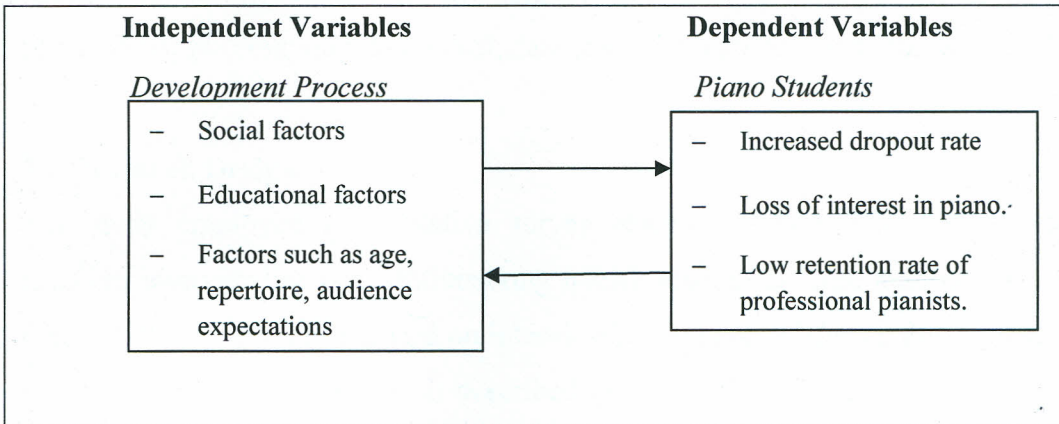 Independent Variables
Development Process
– Social factors
– Educational factors
– Factors such as age,
repertoire, audience
expectations
Dependent Variables
Piano Students
– Increased dropout rate
– Loss of interest in piano.
– Low retention rate of
professional pianists.